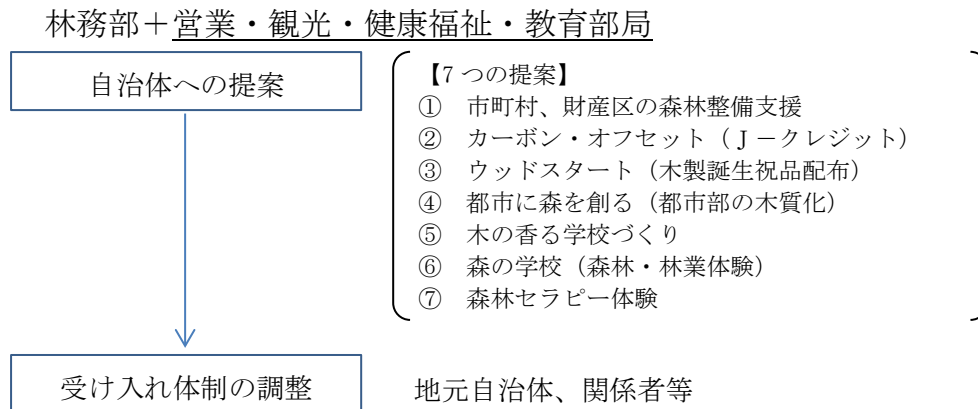 林務部＋営業・観光・健康福祉・教育部局
自治体への提案
【7 つの提案】
① 市町村、財産区の森林整備支援
② カーボン・オフセット（Ｊ－クレジット）
③ ウッドスタート（木製誕生祝品配布）
④ 都市に森を創る（都市部の木質化）
⑤ 木の香る学校づくり
⑥ 森の学校（森林・林業体験）
⑦ 森林セラピー体験
受け入れ体制の調整
地元自治体、関係者等